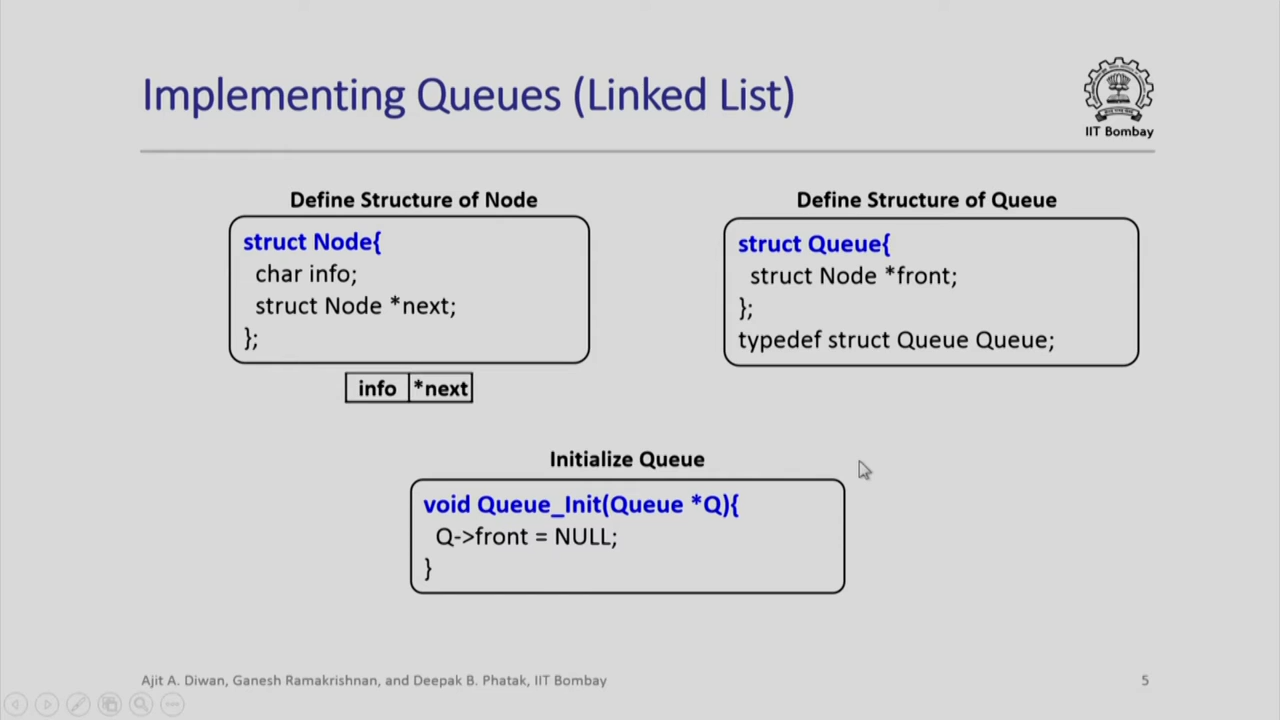 Implementing Queues (Linked List)
IIT Bombay
Define Structure of Node
struct Node{
char info;
struct Node *next;
};
info *next
Define Structure of Queue
struct Queue{
struct Node *front;
};
typedef struct Queue Queue;
Initialize Queue
void Queue_Init(Queue *Q){
Q->front = NULL;
}
Ajit A. Diwan, Ganesh Ramakrishnan, and Deepak B. Phatak, IIT Bombay
5